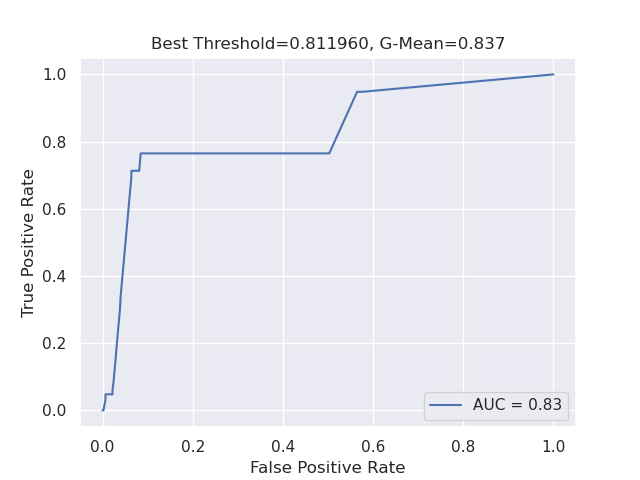 Best Threshold=0.811960, G-Mean=0.837
True Positive Rate
1.0
0.8
0.6
0.4
0.2
0.0
AUC = 0.83
0.0 0.2 0.4 0.6 0.8 1.0
False Positive Rate